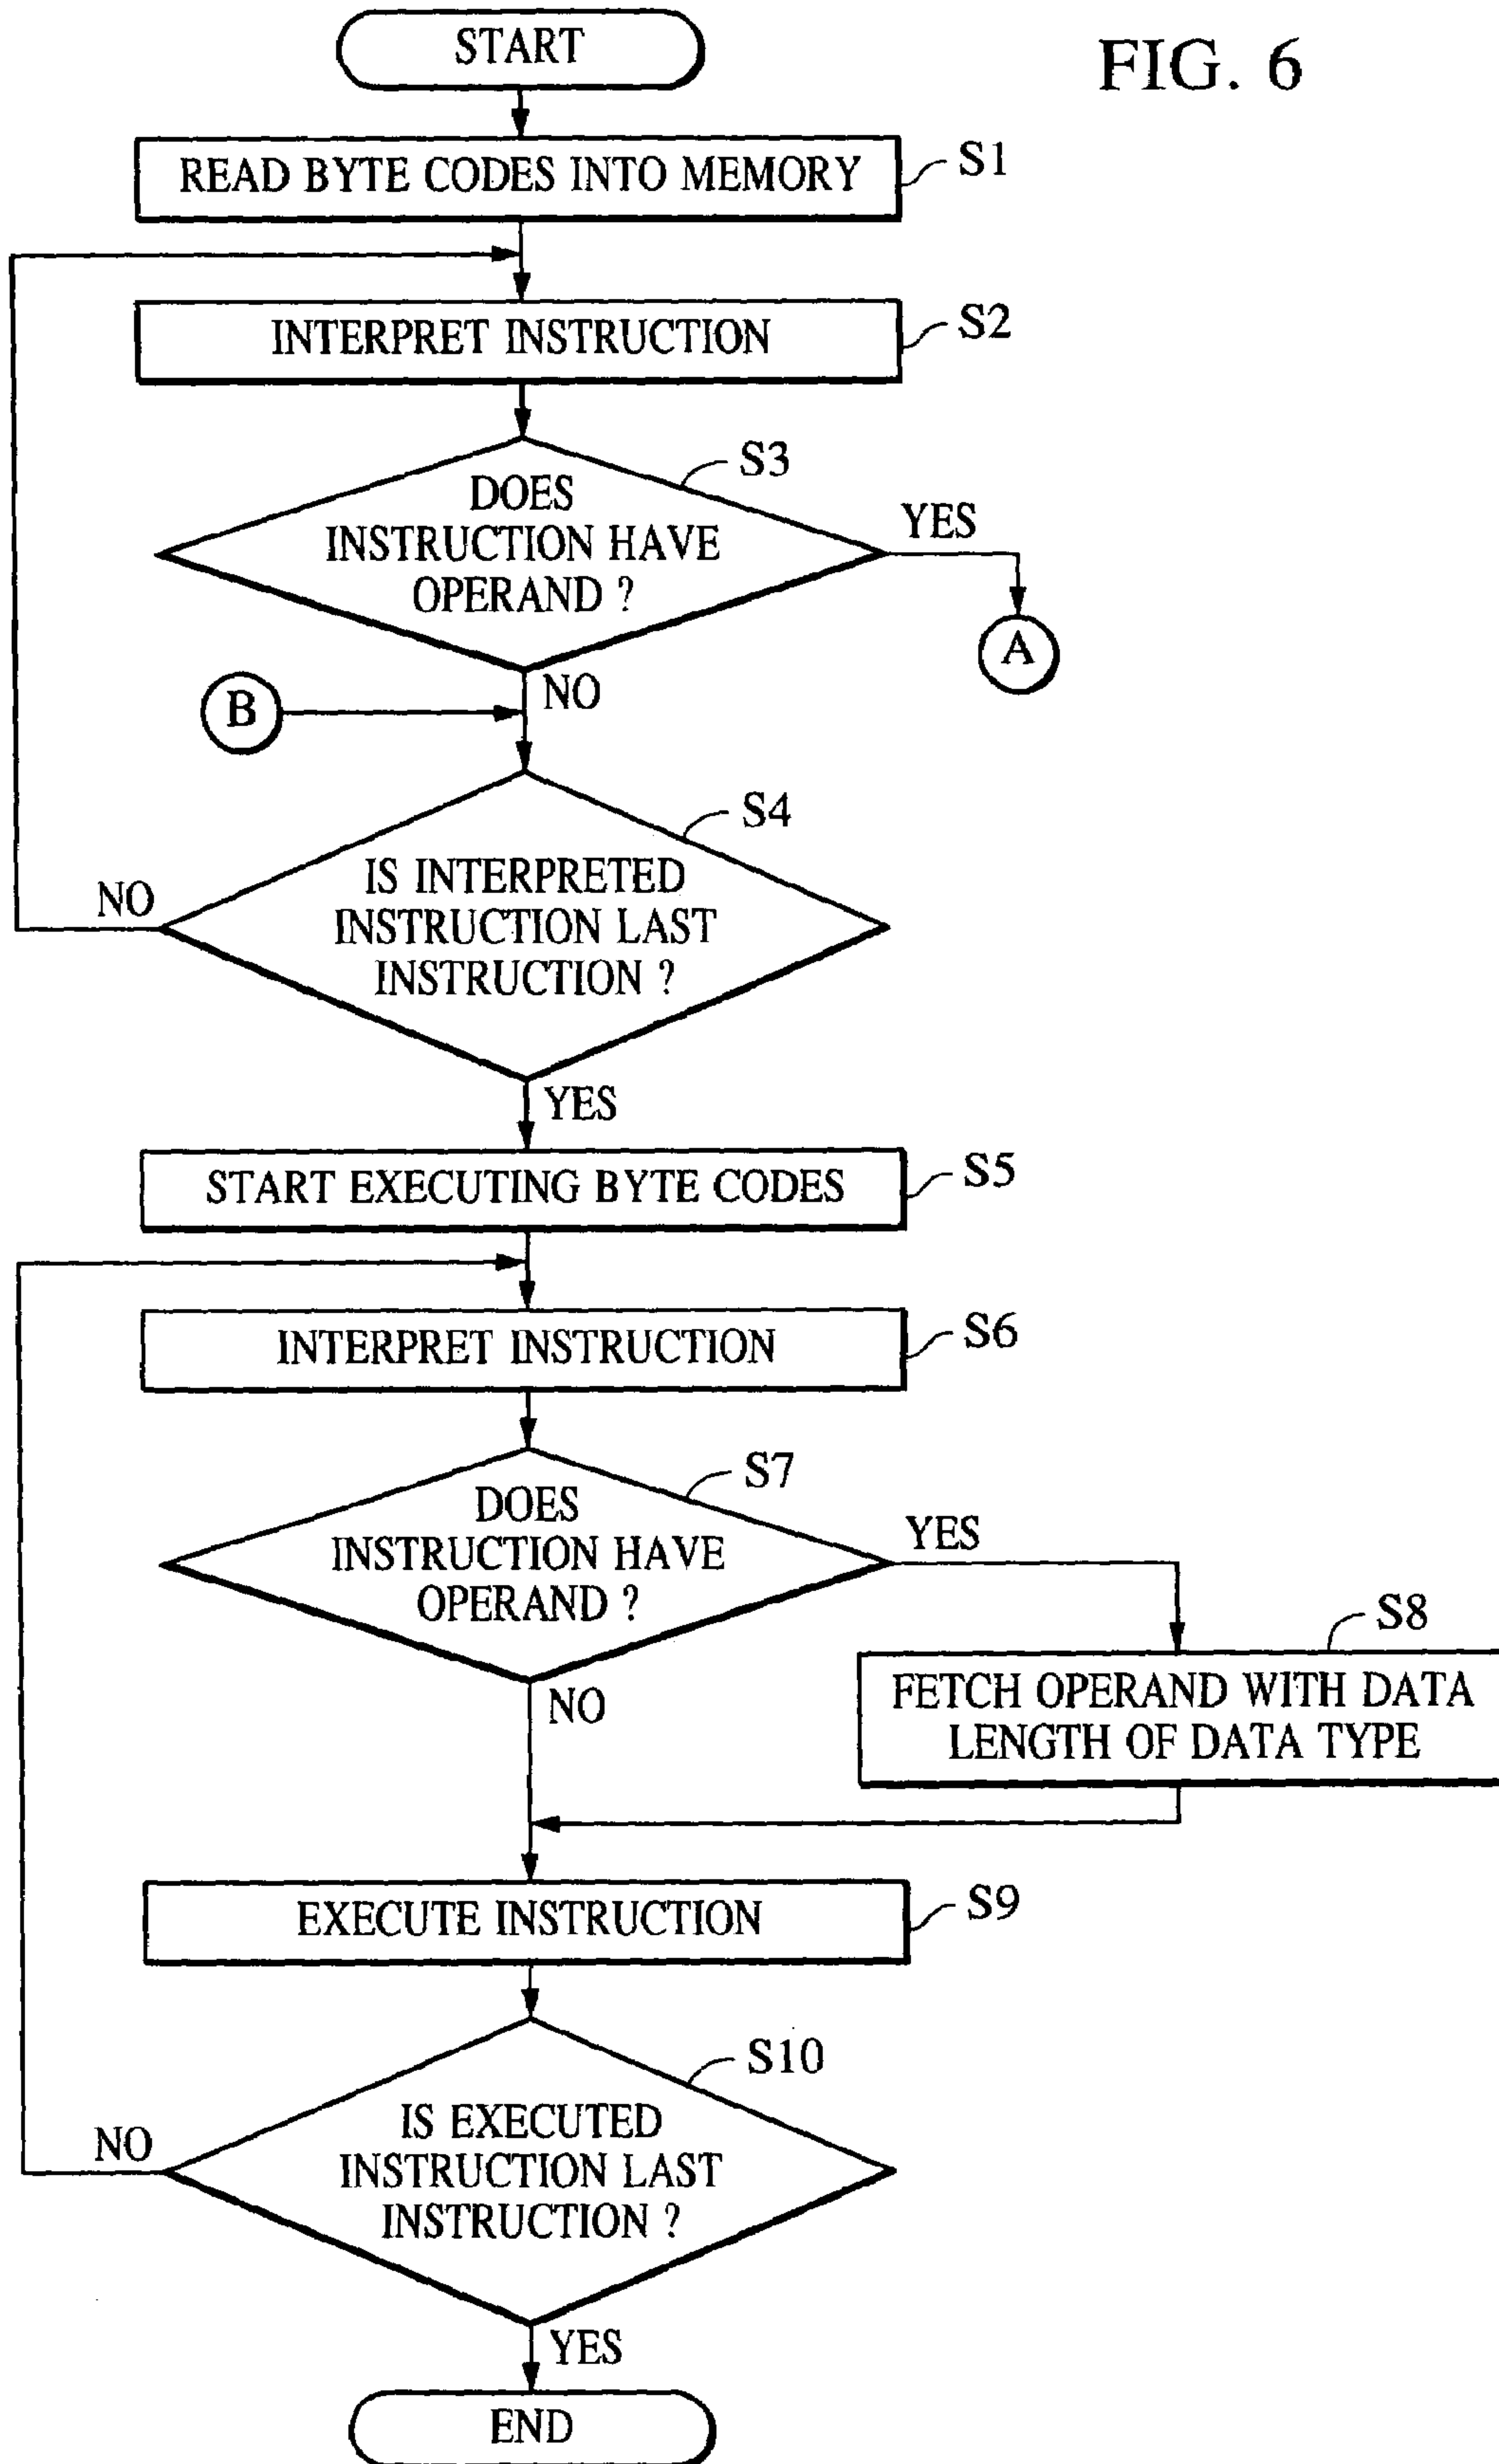 START
FIG. 6
READ BYTE CODES INTO MEMORY
S1
INTERPRET INSTRUCTION
S2
S3
DOES
INSTRUCTION HAVE
OPERAND ?
YES
A
NO
B
S4
IS INTERPRETED
INSTRUCTION LAST
INSTRUCTION ?
NO
YES
START EXECUTING BYTE CODES
S5
INTERPRET INSTRUCTION
S6
S7
DOES
INSTRUCTION HAVE
OPERAND ?
YES
NO
S8
FETCH OPERAND WITH DATA
LENGTH OF DATA TYPE
EXECUTE INSTRUCTION
S9
S10
IS EXECUTED
INSTRUCTION LAST
INSTRUCTION ?
NO
YES
END